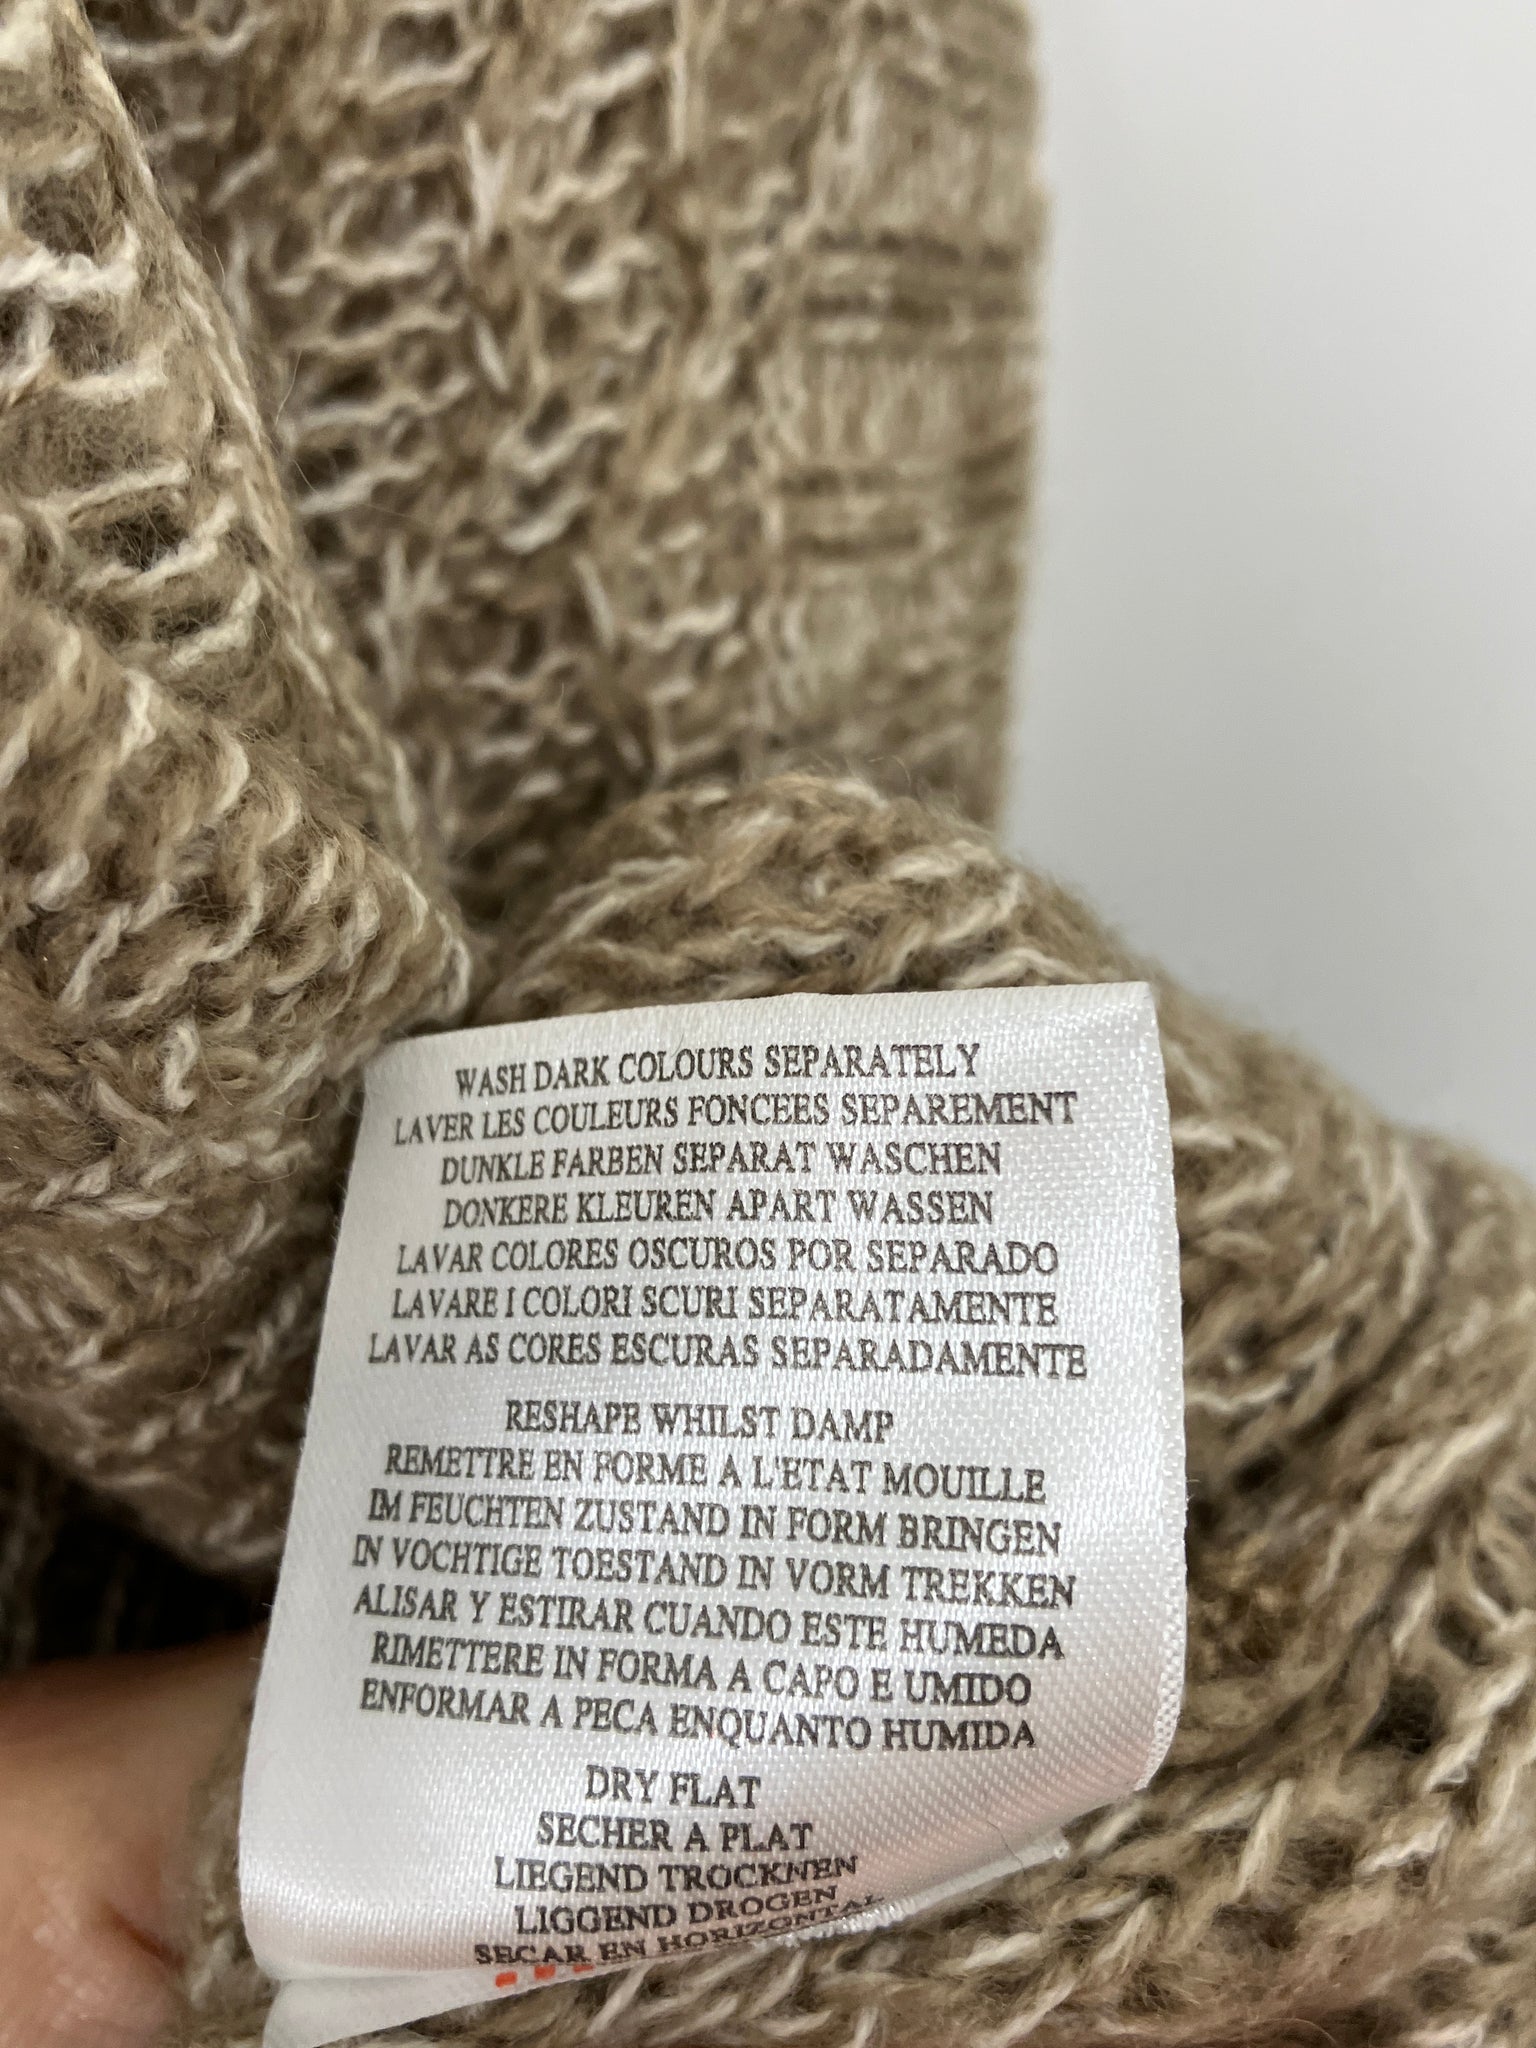 WASH DARK COLOURS SEPARATELY
LAVER LES COULEURS FONCEES SEPAREMENT
DUNKLE FARBEN SEPARAT WASCHEN
DONKERE KLEUREN APART WASSEN
LAVAR COLORES OSCUROS POR SEPARADO
LAVARE I COLORI SCURI SEPARATAMENTE
LAVAR AS CORES ESCURAS SEPARADAMENTE
RESHAPE WHILST DAMP
REMETTRE EN FORME A L'ETAT MOUILLE
IM FEUCHTEN ZUSTAND IN FORM BRINGEN
IN VOCHTIGE TOESTAND IN VORM TREKKEN
ALISAR Y ESTIRAR CUANDO ESTE HUMEDA
RIMETTERE IN FORMA A CAPO E UMIDO
ENFORMAR A PECA ENQUANTO HUMIDA
DRY FLAT
SECHER A PLAT
LIEGEND TROCKNEN
LIGGEND DROGEN
SECAR EN HORIZONTAL